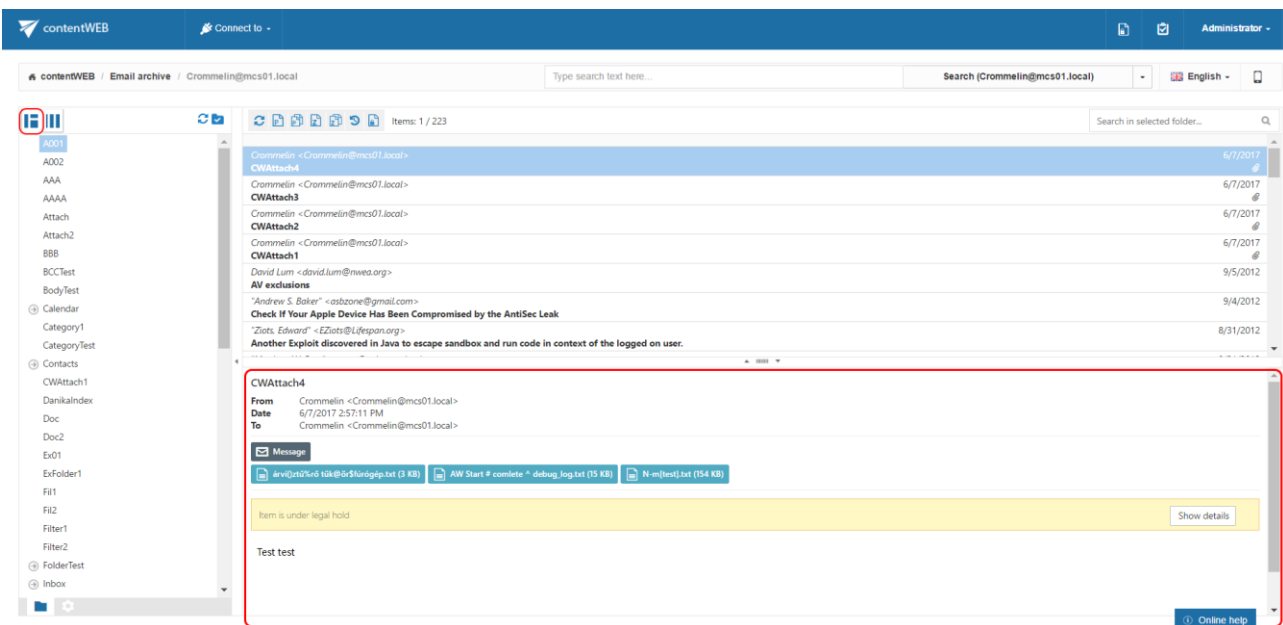 contentWEB Connect to Administrator
contentWEB / Email archive / Crommelin@mcs01.local Type search text here... Search (Crommelin@mcs01.local) English
Items: 1 / 223 Search in selected folder...
A001
A002
AAA
AAAA
Attach
Attach2
BBB
BCCTest
BodyTest
Calendar
Category1
CategoryTest
Contacts
CWAttach1
DanikaIndex
Doc
Doc2
Ex01
ExFolder1
Fil1
Fil2
Filter1
Filter2
FolderTest
Inbox
Crommelin <Crommelin@mcs01.local> 6/7/2017
CWAttach4
Crommelin <Crommelin@mcs01.local> 6/7/2017
CWAttach3
Crommelin <Crommelin@mcs01.local> 6/7/2017
CWAttach2
Crommelin <Crommelin@mcs01.local> 6/7/2017
CWAttach1
David Lum <david.lum@nwea.org> 9/5/2012
AV exclusions
"Andrew S. Baker" <asbzone@gmail.com> 9/4/2012
Check If Your Apple Device Has Been Compromised by the AntiSec Leak
"Ziots, Edward" <EZiots@Lifespan.org> 8/31/2012
Another Exploit discovered in Java to escape sandbox and run code in context of the logged on user.
CWAttach4
From Crommelin <Crommelin@mcs01.local>
Date 6/7/2017 2:57:11 PM
To Crommelin <Crommelin@mcs01.local>
Message
árví()ztű%rő tük@őr$fúrógép.txt (3 KB) AW Start # comlete ^ debug_log.txt (15 KB) N-m[test].txt (154 KB)
Item is under legal hold Show details
Test test
Online help